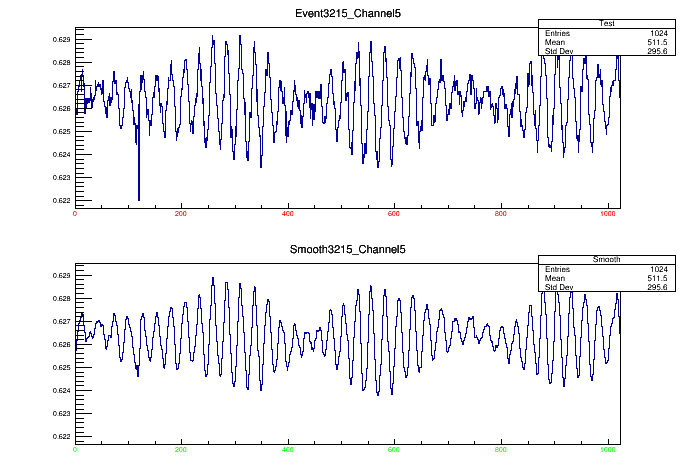 Event3215_Channel5
Test
Entries 1024
Mean 511.5
Std Dev 295.6
0.629
0.628
0.627
0.626
0.625
0.624
0.623
0.622
0 200 400 600 800 1000
Smooth3215_Channel5
Smooth
Entries 1024
Mean 511.5
Std Dev 295.6
0.629
0.628
0.627
0.626
0.625
0.624
0.623
0.622
0 200 400 600 800 1000